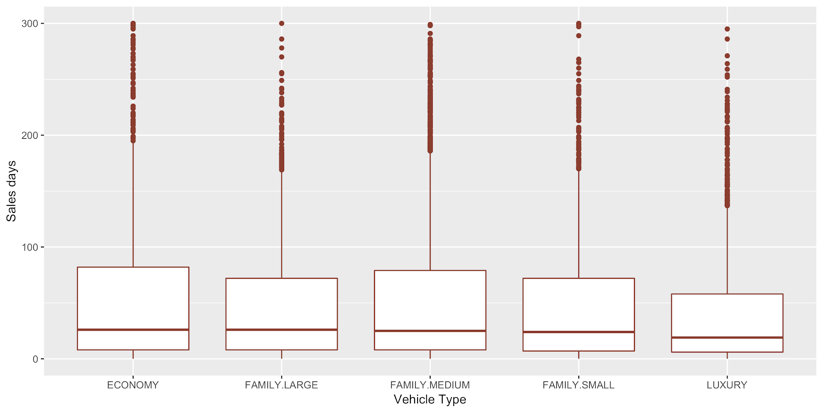 300
200
100
0
Sales days
ECONOMY FAMILY.LARGE FAMILY.MEDIUM FAMILY.SMALL LUXURY
Vehicle Type